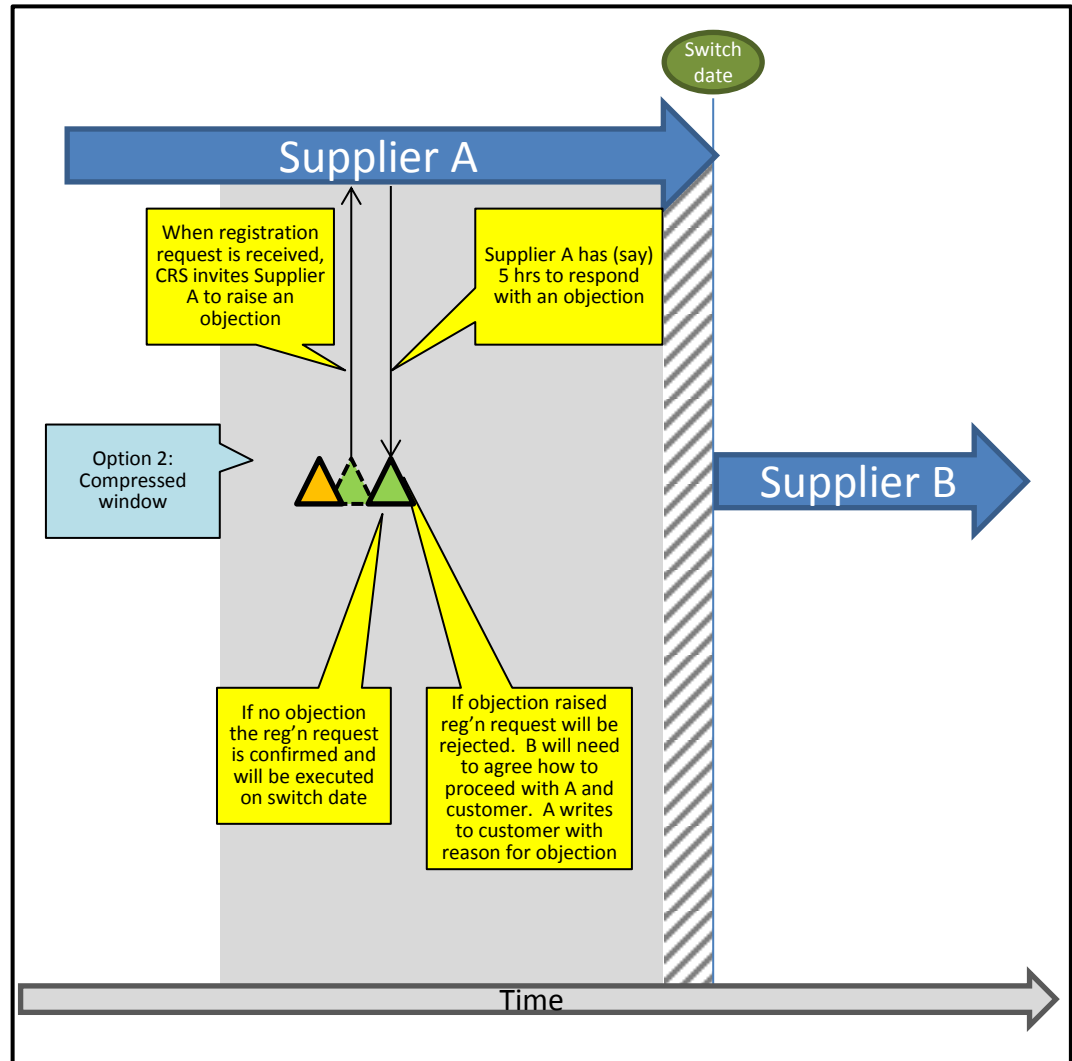 Switch
date
Supplier A
When registration
request is received,
CRS invites Supplier
A to raise an
objection
Supplier A has (say)
5 hrs to respond
with an objection
Option 2:
Compressed
window
Supplier B
If no objection
the reg’n request
is confirmed and
will be executed
on switch date
If objection raised
reg’n request will be
rejected. B will need
to agree how to
proceed with A and
customer. A writes
to customer with
reason for objection
Time